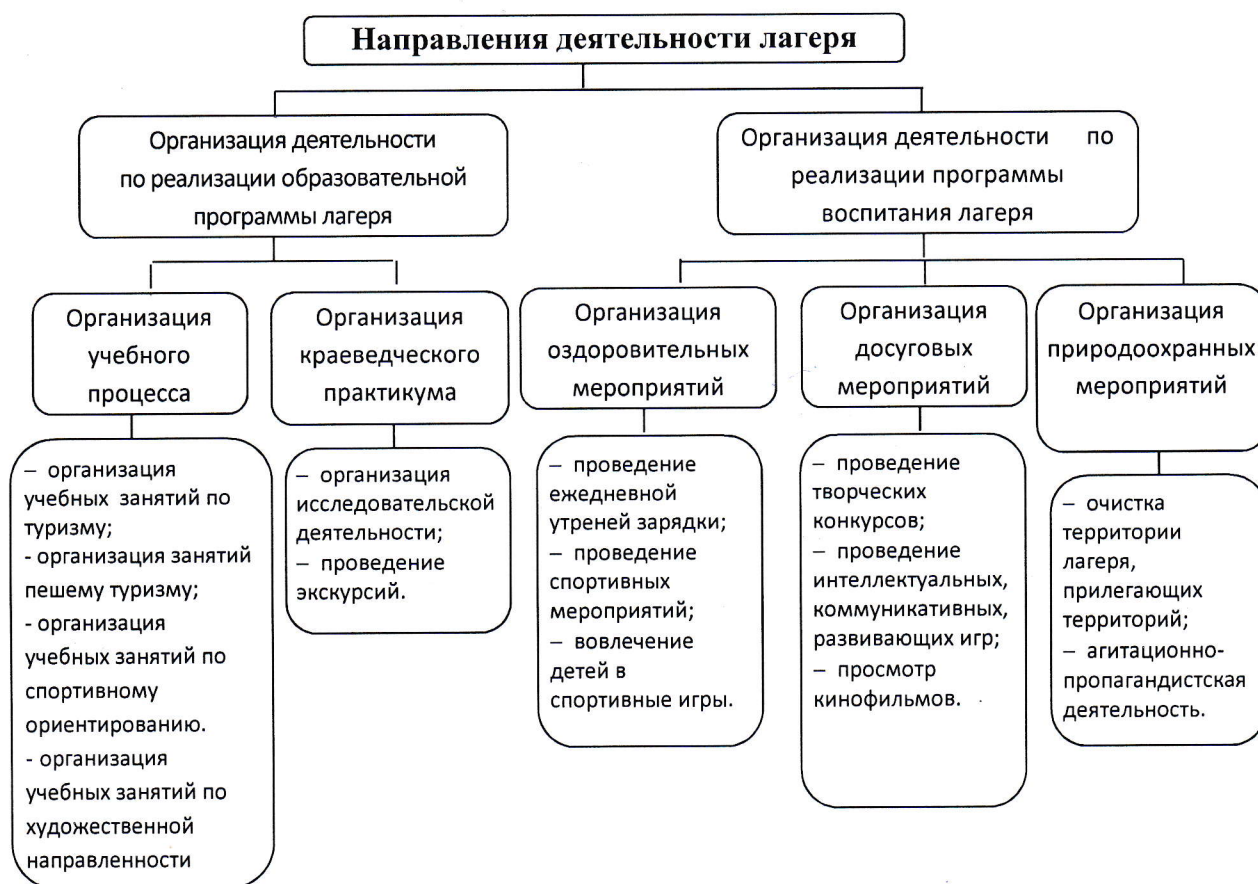 Направления деятельности лагеря
Организация деятельности
по реализации образовательной
программы лагеря
Организация деятельности по
реализации программы
воспитания лагеря
Организация
учебного
процесса
Организация
краеведческого
практикума
Организация
оздоровительных
мероприятий
Организация
досуговых
мероприятий
Организация
природоохранных
мероприятий
– организация
учебных занятий по
туризму;
- организация занятий
пешему туризму;
- организация
учебных занятий по
спортивному
ориентированию.
- организация
учебных занятий по
художественной
направленности
– организация
исследовательской
деятельности;
– проведение
экскурсий.
– проведение
ежедневной
утреней зарядки;
– проведение
спортивных
мероприятий;
– вовлечение
детей в
спортивные игры.
– проведение
творческих
конкурсов;
– проведение
интеллектуальных,
коммуникативных,
развивающих игр;
– просмотр
кинофильмов.
– очистка
территории
лагеря,
прилегающих
территорий;
– агитационно-
пропагандистская
деятельность.